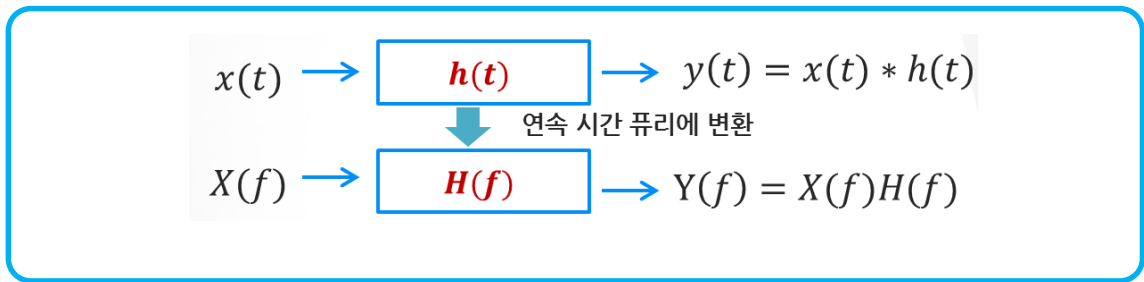 x(t) → h(t) → y(t) = x(t) ∗ h(t)
연속 시간 퓨리에 변환
X(f) → H(f) → Y(f) = X(f)H(f)